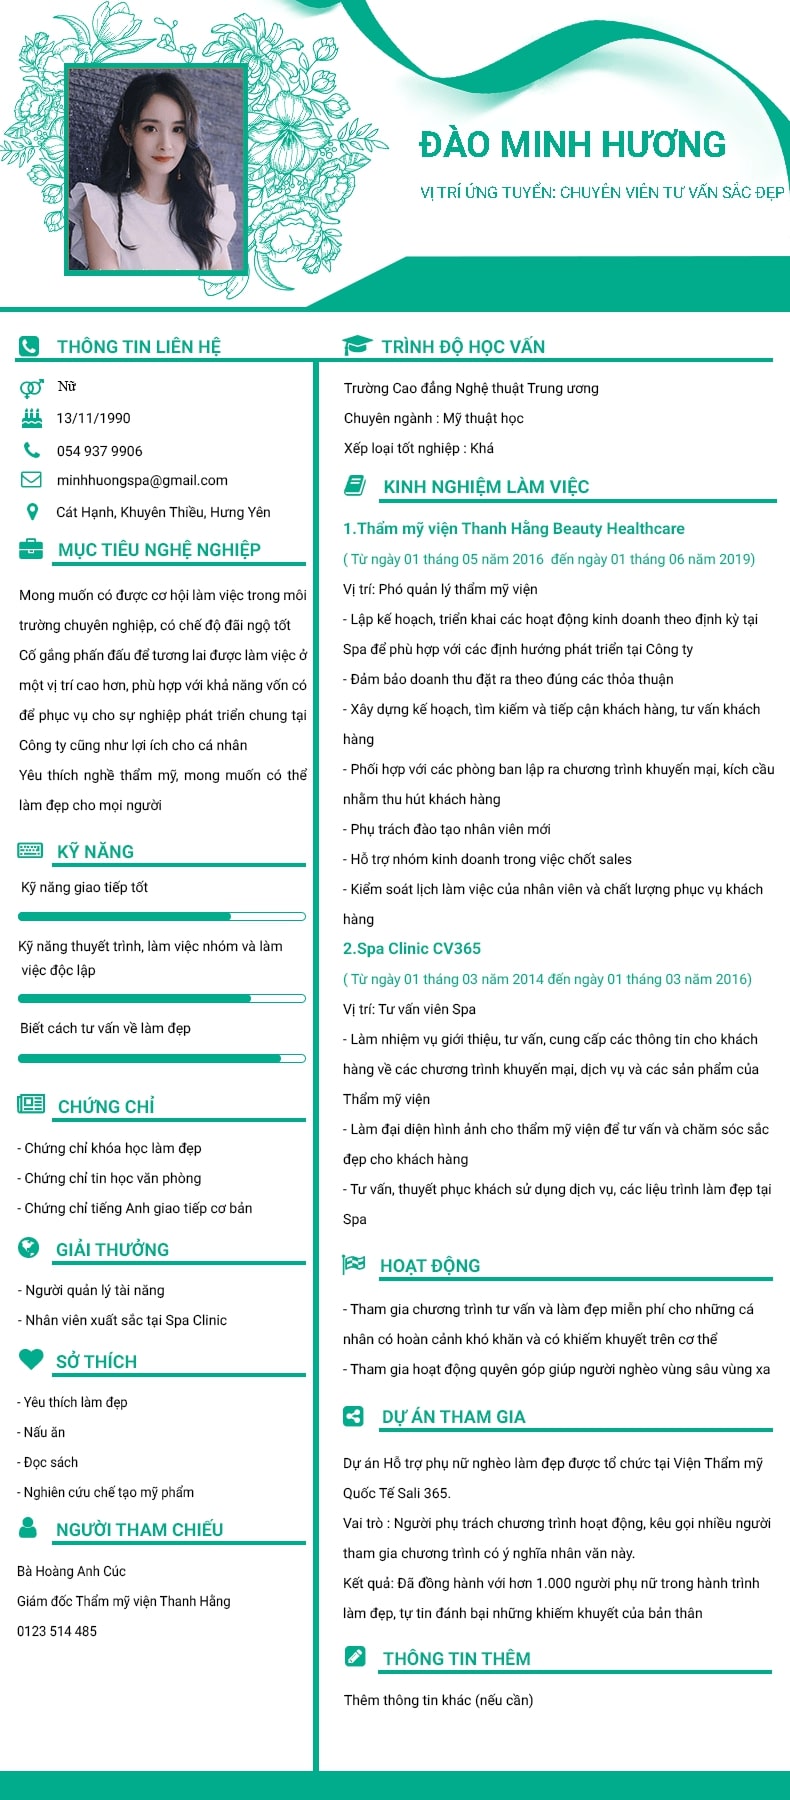 ĐÀO MINH HƯƠNG
VỊ TRÍ ỨNG TUYỂN: CHUYÊN VIÊN TƯ VẤN SẮC ĐẸP
THÔNG TIN LIÊN HỆ
Nữ
13/11/1990
054 937 9906
minhhuongspa@gmail.com
Cát Hạnh, Khuyên Thiều, Hưng Yên
MỤC TIÊU NGHỆ NGHIỆP
Mong muốn có được cơ hội làm việc trong môi
trường chuyên nghiệp, có chế độ đãi ngộ tốt
Cố gắng phấn đấu để tương lai được làm việc ở
một vị trí cao hơn, phù hợp với khả năng vốn có
để phục vụ cho sự nghiệp phát triển chung tại
Công ty cũng như lợi ích cho cá nhân
Yêu thích nghề thẩm mỹ, mong muốn có thể
làm đẹp cho mọi người
KỸ NĂNG
Kỹ năng giao tiếp tốt
Kỹ năng thuyết trình, làm việc nhóm và làm
việc độc lập
Biết cách tư vấn về làm đẹp
CHỨNG CHỈ
- Chứng chỉ khóa học làm đẹp
- Chứng chỉ tin học văn phòng
- Chứng chỉ tiếng Anh giao tiếp cơ bản
GIẢI THƯỞNG
- Người quản lý tài năng
- Nhân viên xuất sắc tại Spa Clinic
SỞ THÍCH
- Yêu thích làm đẹp
- Nấu ăn
- Đọc sách
- Nghiên cứu chế tạo mỹ phẩm
NGƯỜI THAM CHIẾU
Bà Hoàng Anh Cúc
Giám đốc Thẩm mỹ viện Thanh Hằng
0123 514 485
TRÌNH ĐỘ HỌC VẤN
Trường Cao đẳng Nghệ thuật Trung ương
Chuyên ngành : Mỹ thuật học
Xếp loại tốt nghiệp : Khá
KINH NGHIỆM LÀM VIỆC
1.Thẩm mỹ viện Thanh Hằng Beauty Healthcare
( Từ ngày 01 tháng 05 năm 2016 đến ngày 01 tháng 06 năm 2019)
Vị trí: Phó quản lý thẩm mỹ viện
- Lập kế hoạch, triển khai các hoạt động kinh doanh theo định kỳ tại
Spa để phù hợp với các định hướng phát triển tại Công ty
- Đảm bảo doanh thu đặt ra theo đúng các thỏa thuận
- Xây dựng kế hoạch, tìm kiếm và tiếp cận khách hàng, tư vấn khách
hàng
- Phối hợp với các phòng ban lập ra chương trình khuyến mại, kích cầu
nhằm thu hút khách hàng
- Phụ trách đào tạo nhân viên mới
- Hỗ trợ nhóm kinh doanh trong việc chốt sales
- Kiểm soát lịch làm việc của nhân viên và chất lượng phục vụ khách
hàng
2.Spa Clinic CV365
( Từ ngày 01 tháng 03 năm 2014 đến ngày 01 tháng 03 năm 2016)
Vị trí: Tư vấn viên Spa
- Làm nhiệm vụ giới thiệu, tư vấn, cung cấp các thông tin cho khách
hàng về các chương trình khuyến mại, dịch vụ và các sản phẩm của
Thẩm mỹ viện
- Làm đại diện hình ảnh cho thẩm mỹ viện để tư vấn và chăm sóc sắc
đẹp cho khách hàng
- Tư vấn, thuyết phục khách sử dụng dịch vụ, các liệu trình làm đẹp tại
Spa
HOẠT ĐỘNG
- Tham gia chương trình tư vấn và làm đẹp miễn phí cho những cá
nhân có hoàn cảnh khó khăn và có khiếm khuyết trên cơ thể
- Tham gia hoạt động quyên góp giúp người nghèo vùng sâu vùng xa
DỰ ÁN THAM GIA
Dự án Hỗ trợ phụ nữ nghèo làm đẹp được tổ chức tại Viện Thẩm mỹ
Quốc Tế Sali 365.
Vai trò : Người phụ trách chương trình hoạt động, kêu gọi nhiều người
tham gia chương trình có ý nghĩa nhân văn này.
Kết quả: Đã đồng hành với hơn 1.000 người phụ nữ trong hành trình
làm đẹp, tự tin đánh bại những khiếm khuyết của bản thân
THÔNG TIN THÊM
Thêm thông tin khác (nếu cần)